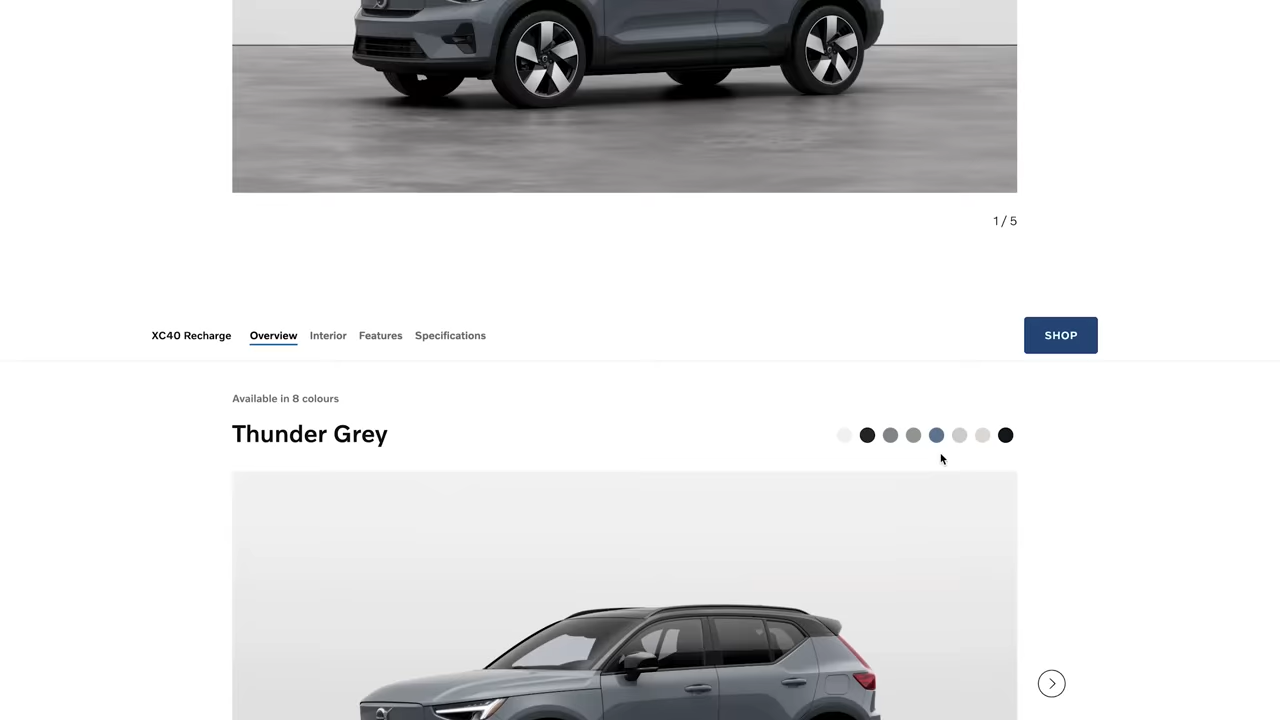 1 / 5
XC40 Recharge Overview Interior Features Specifications SHOP
Available in 8 colours
Thunder Grey